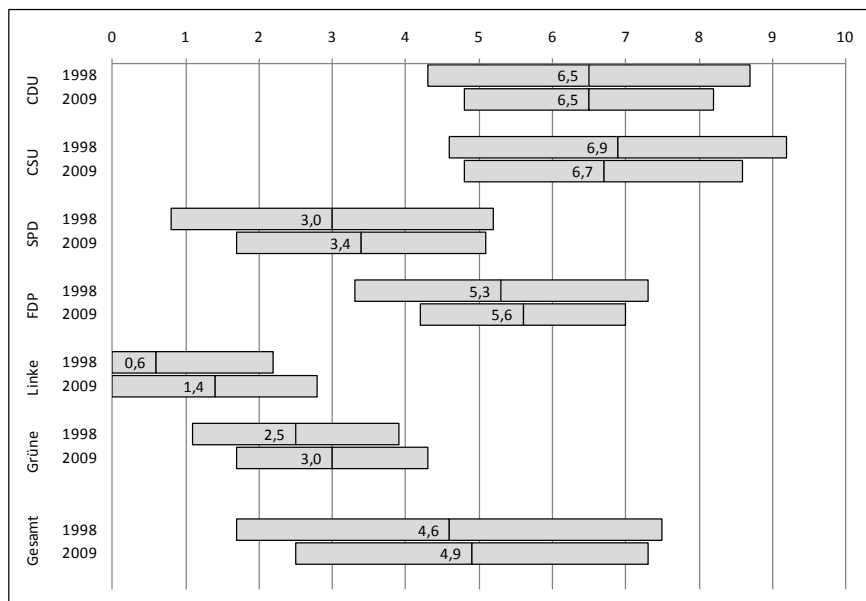 0 1 2 3 4 5 6 7 8 9 10
CDU
1998 6,5
2009 6,5
CSU
1998 6,9
2009 6,7
SPD
1998 3,0
2009 3,4
FDP
1998 5,3
2009 5,6
Linke
1998 0,6
2009 1,4
Grüne
1998 2,5
2009 3,0
Gesamt
1998 4,6
2009 4,9